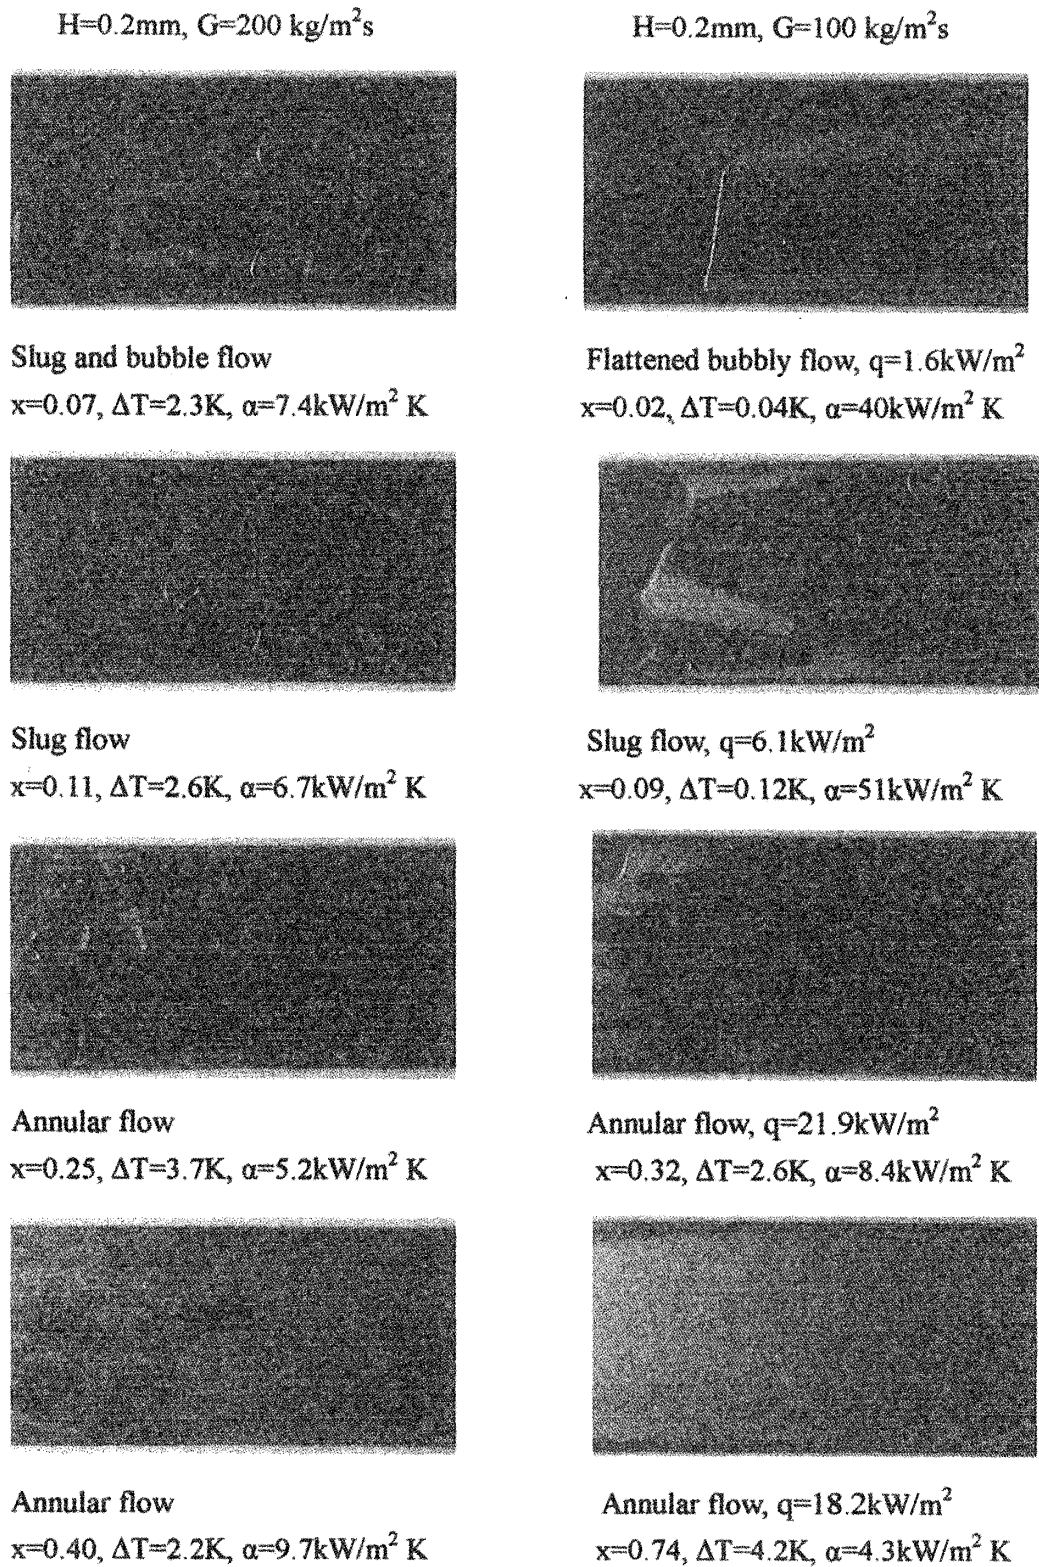 H=0.2mm, G=200 kg/m²s
Slug and bubble flow
x=0.07, ΔT=2.3K, α=7.4kW/m² K
Slug flow
x=0.11, ΔT=2.6K, α=6.7kW/m² K
Annular flow
x=0.25, ΔT=3.7K, α=5.2kW/m² K
Annular flow
x=0.40, ΔT=2.2K, α=9.7kW/m² K
H=0.2mm, G=100 kg/m²s
Flattened bubbly flow, q=1.6kW/m²
x=0.02, ΔT=0.04K, α=40kW/m² K
Slug flow, q=6.1kW/m²
x=0.09, ΔT=0.12K, α=51kW/m² K
Annular flow, q=21.9kW/m²
x=0.32, ΔT=2.6K, α=8.4kW/m² K
Annular flow, q=18.2kW/m²
x=0.74, ΔT=4.2K, α=4.3kW/m² K